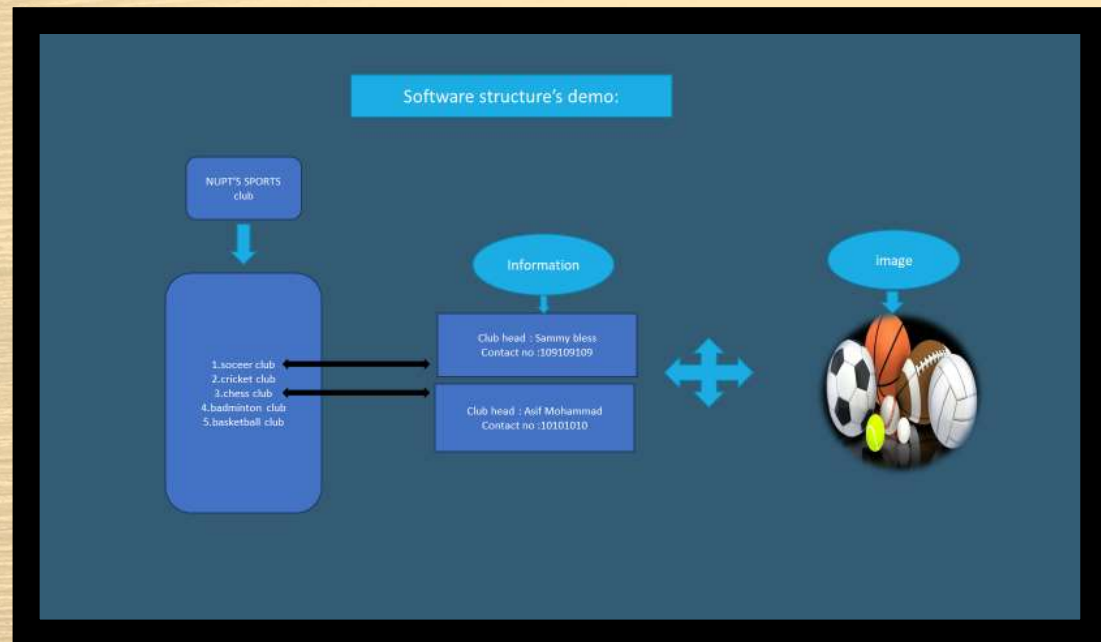 Software structure's demo:
NUPT'S SPORTS
club
Information
image
1.soceer club
2.cricket club
3.chess club
4.badminton club
5.basketball club
Club head : Sammy bless
Contact no :109109109
Club head : Asif Mohammad
Contact no :10101010